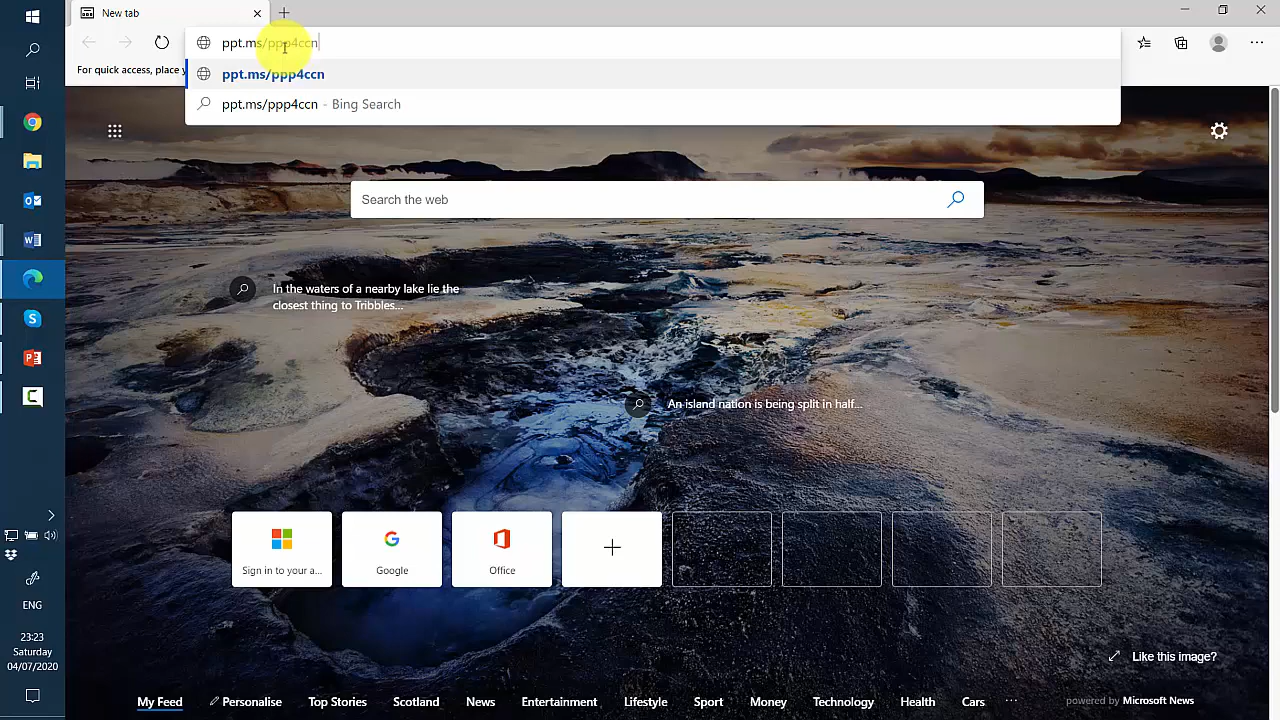 New tab
ppt.ms/ppp4ccn
For quick access, place y
ppt.ms/ppp4ccn
ppt.ms/ppp4ccn - Bing Search
Search the web
In the waters of a nearby lake lie the
closest thing to Tribbles...
An island nation is being split in half...
Sign in to your a...
Google
Office
Like this image?
My Feed
Personalise
Top Stories
Scotland
News
Entertainment
Lifestyle
Sport
Money
Technology
Health
Cars
...
powered by Microsoft News
ENG
23:23
Saturday
04/07/2020